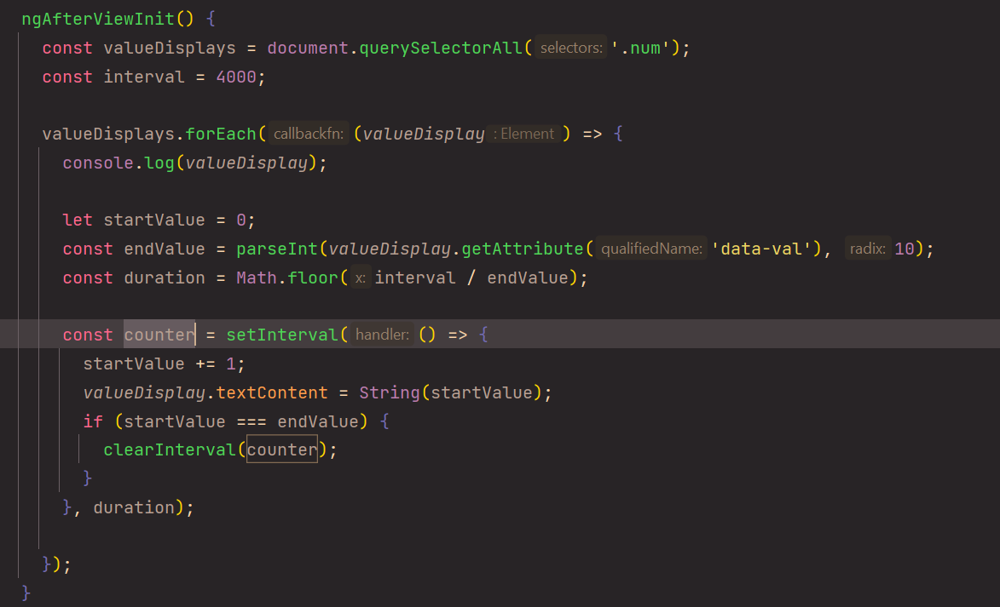 ngAfterViewInit() {
const valueDisplays = document.querySelectorAll( selectors: '.num');
const interval = 4000;
valueDisplays.forEach( callbackfn: (valueDisplay : Element ) => {
console.log(valueDisplay);
let startValue = 0;
const endValue = parseInt(valueDisplay.getAttribute( qualifiedName: 'data-val'), radix: 10);
const duration = Math.floor( x: interval / endValue);
const counter = setInterval( handler: () => {
startValue += 1;
valueDisplay.textContent = String(startValue);
if (startValue === endValue) {
clearInterval(counter);
}
}, duration);
});
}